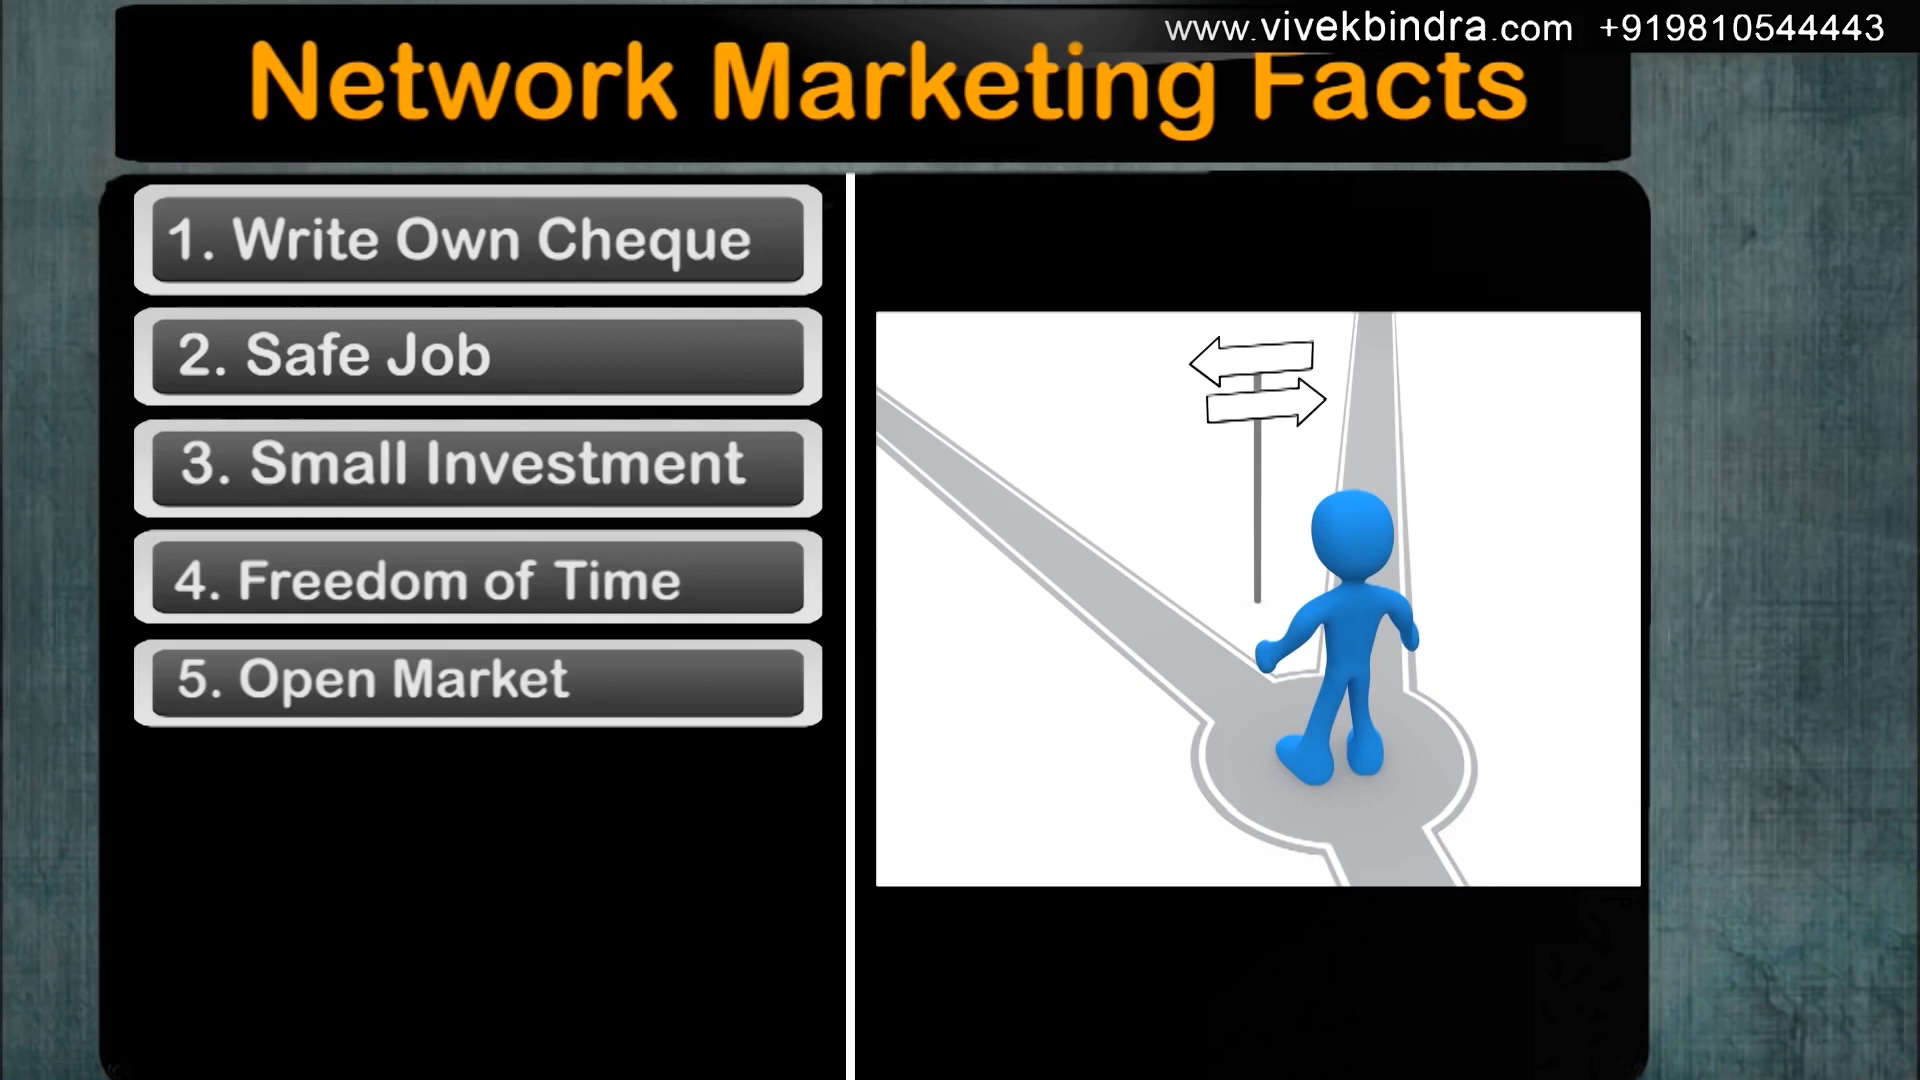 www.vivekbindra.com +919810544443
Network Marketing Facts
1. Write Own Cheque
2. Safe Job
3. Small Investment
4. Freedom of Time
5. Open Market